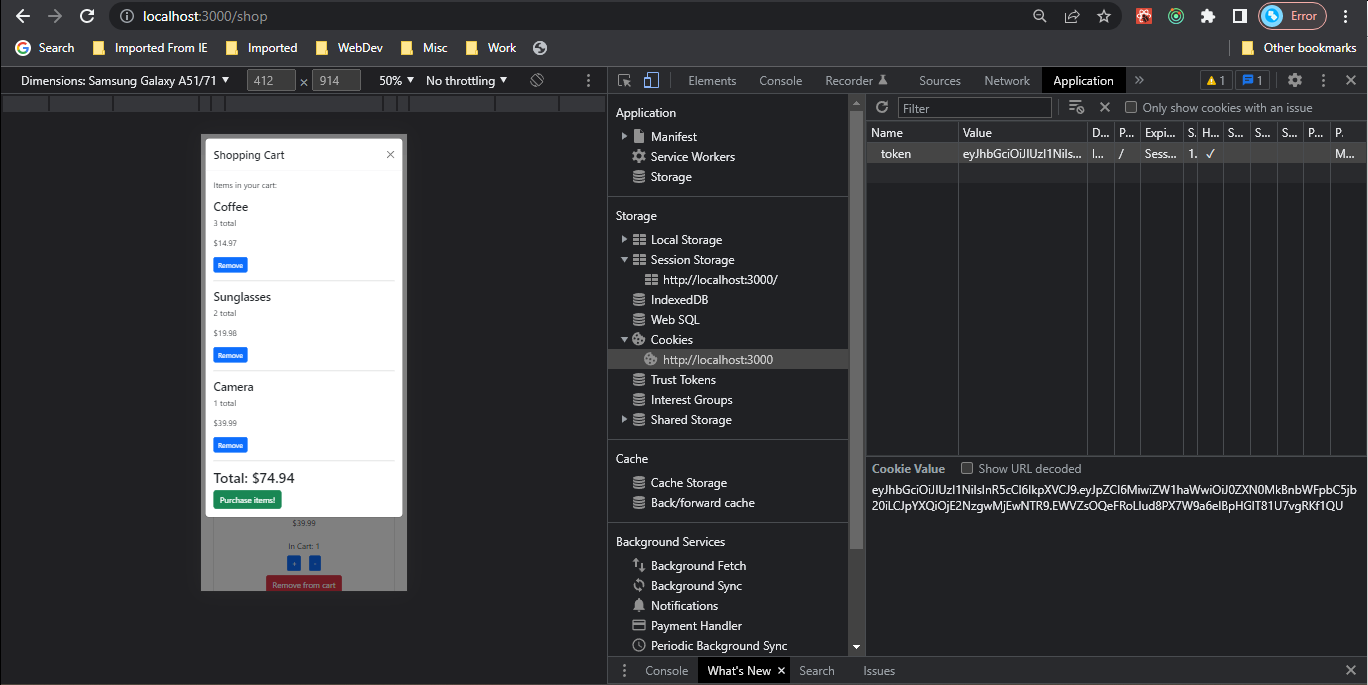 localhost:3000/shop
Error
Search
Imported From IE
Imported
WebDev
Misc
Work
Other bookmarks
Dimensions: Samsung Galaxy A51/71
412 × 914
50%
No throttling
Elements
Console
Recorder
Sources
Network
Application
1
1
Shopping Cart
Items in your cart:
Coffee
3 total
$14.97
Remove
Sunglasses
2 total
$19.98
Remove
Camera
1 total
$39.99
Remove
Total: $74.94
Purchase items!
$39.99
In Cart: 1
+ -
Remove from cart
Application
Manifest
Service Workers
Storage
Storage
Local Storage
Session Storage
http://localhost:3000/
IndexedDB
Web SQL
Cookies
http://localhost:3000
Trust Tokens
Interest Groups
Shared Storage
Cache
Cache Storage
Back/forward cache
Background Services
Background Fetch
Background Sync
Notifications
Payment Handler
Periodic Background Sync
Filter
Only show cookies with an issue
Name Value D... P... Expi... S. H... S... S... S... P... P.
token eyJhbGciOiJIUzI1NiIs... l... / Sess... 1. ✓ M...
Cookie Value
Show URL decoded
eyJhbGciOiJIUzI1NiIsInR5cCI6IkpXVCJ9.eyJpZCI6MiwiZW1haWwiOiJ0ZXN0MkBnbWFpbC5jb
20iLCJpYXQiOjE2NzgwMjEwNTR9.EWVZsOQeFRoLIud8PX7W9a6elBpHGIT81U7vgRKf1QU
Console
What's New
Search
Issues